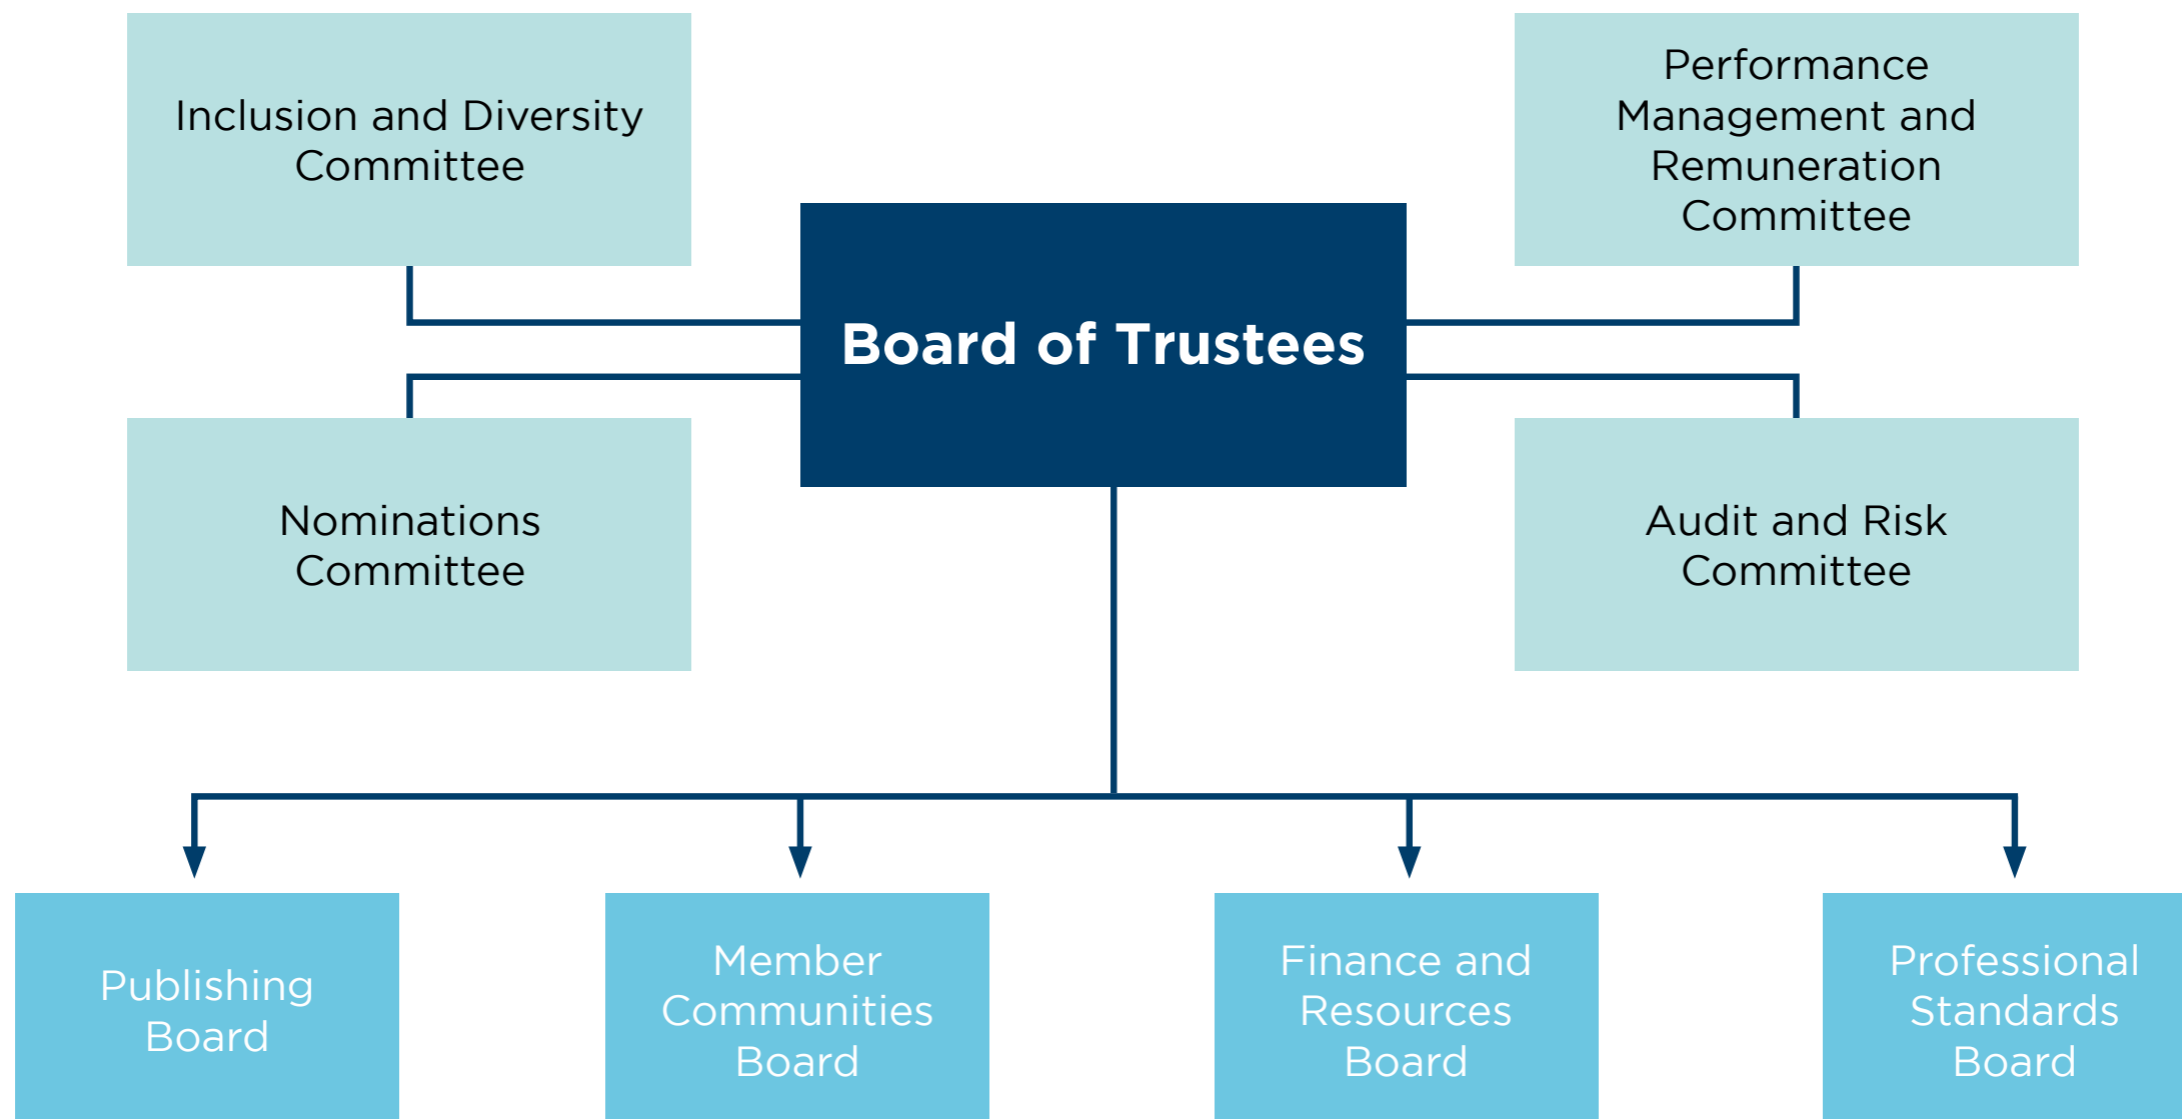 Inclusion and Diversity
Committee
Performance
Management and
Remuneration
Committee
Board of Trustees
Nominations
Committee
Audit and Risk
Committee
Publishing
Board
Member
Communities
Board
Finance and
Resources
Board
Professional
Standards
Board